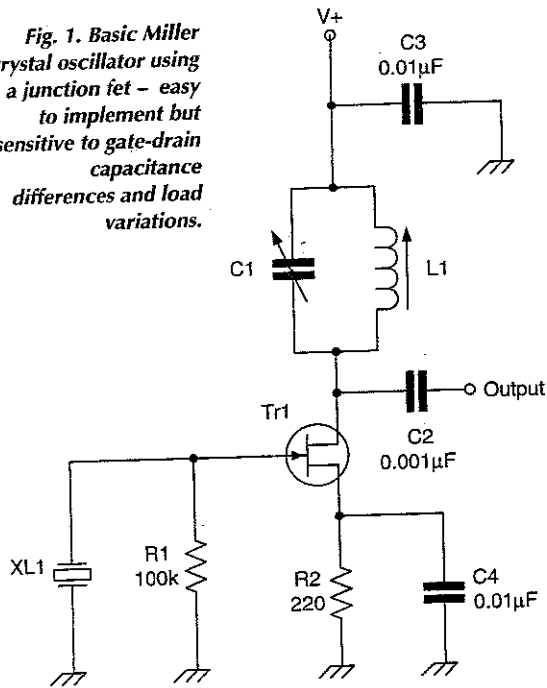 Fig. 1. Basic Miller
crystal oscillator using
a junction fet – easy
to implement but
sensitive to gate-drain
capacitance
differences and load
variations.
V+
C3
0.01µF
C1
L1
Output
Tr1
C2
0.001µF
XL1
R1
100k
R2
220
C4
0.01µF